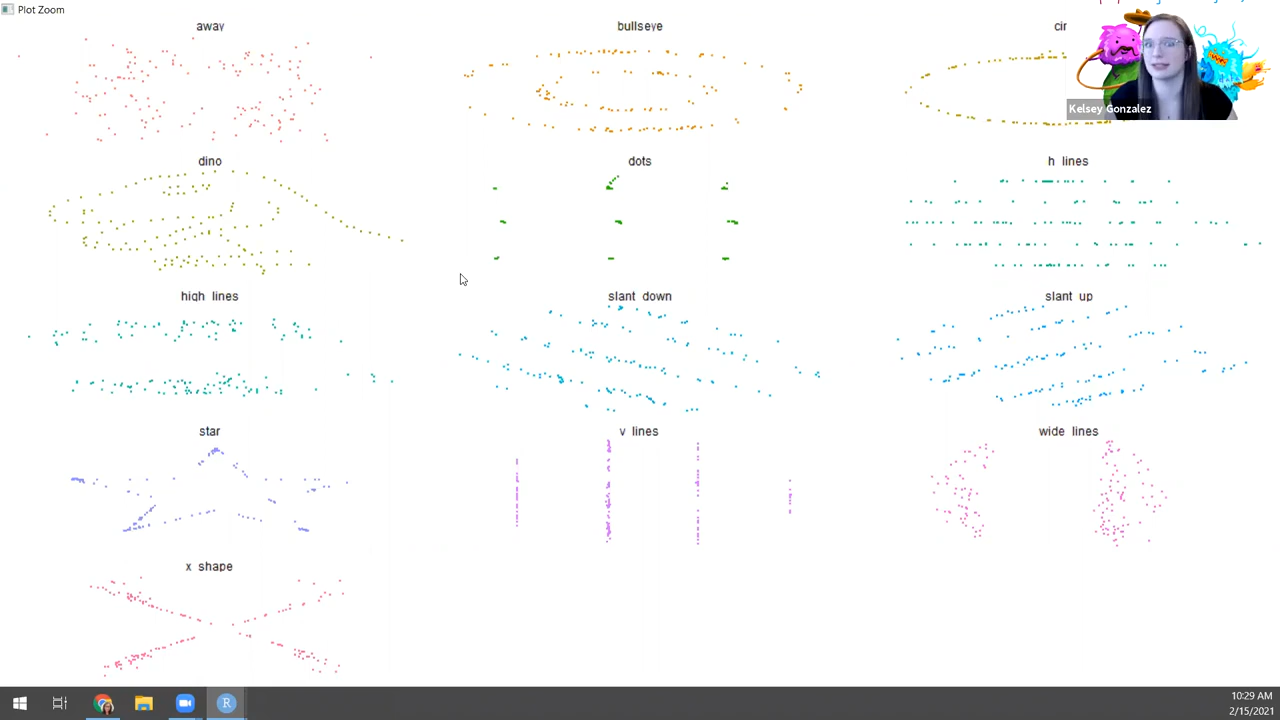 Plot Zoom
away
bullseye
cir
Kelsey Gonzalez
dino
dots
h lines
high lines
slant down
slant up
star
v lines
wide lines
x shape
R
10:29 AM
2/15/2021